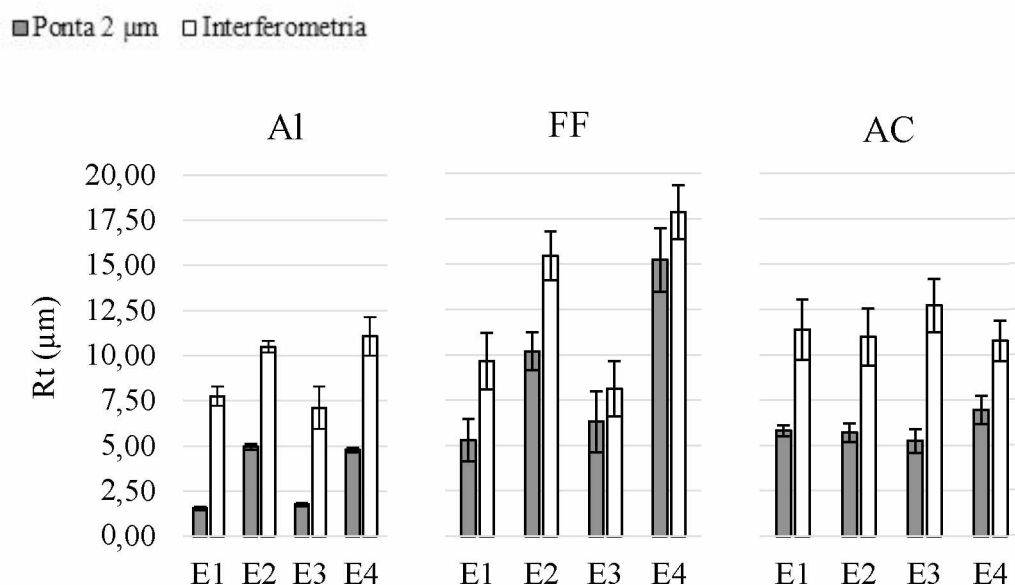 Ponta 2 µm Interferometria
Al FF AC
Rt (µm)
20,00
17,50
15,00
12,50
10,00
7,50
5,00
2,50
0,00
E1 E2 E3 E4 E1 E2 E3 E4 E1 E2 E3 E4